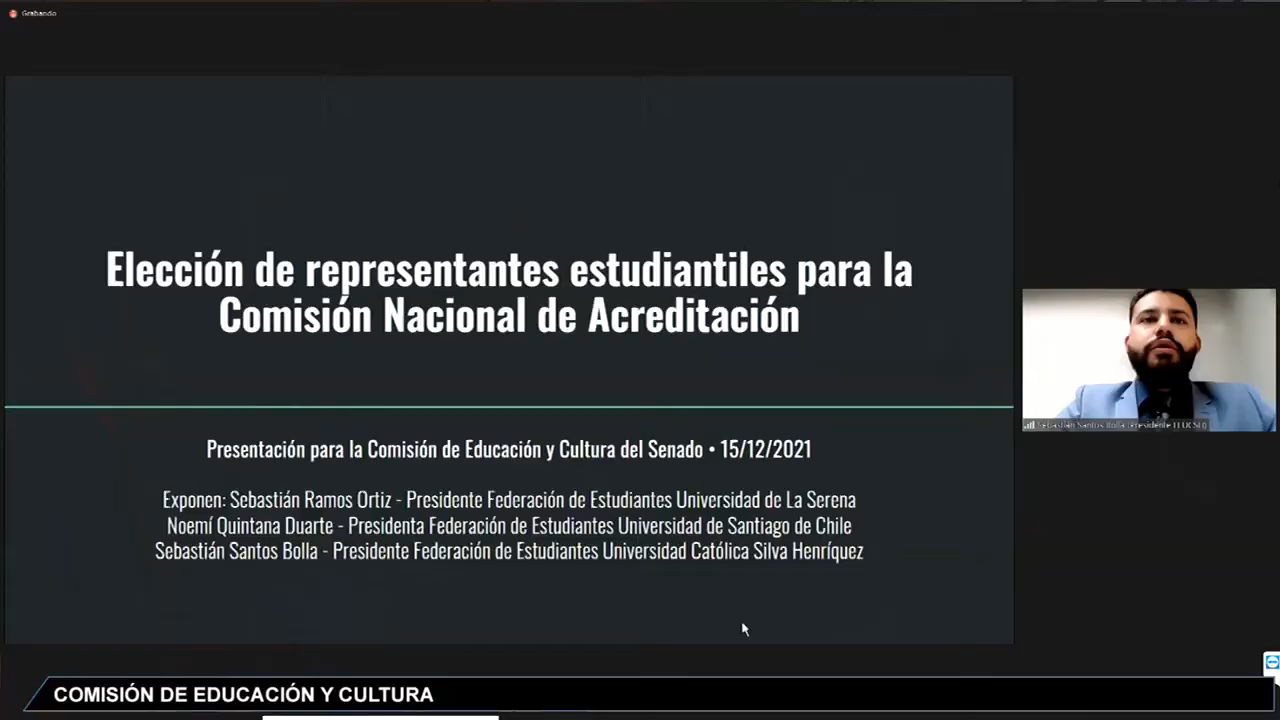 Grabando
Elección de representantes estudiantiles para la
Comisión Nacional de Acreditación
Presentación para la Comisión de Educación y Cultura del Senado • 15/12/2021
Exponen: Sebastián Ramos Ortiz - Presidente Federación de Estudiantes Universidad de La Serena
Noemí Quintana Duarte - Presidenta Federación de Estudiantes Universidad de Santiago de Chile
Sebastián Santos Bolla - Presidente Federación de Estudiantes Universidad Católica Silva Henríquez
Sebastián Santos Bolla (Presidente FEUCSH)
COMISIÓN DE EDUCACIÓN Y CULTURA